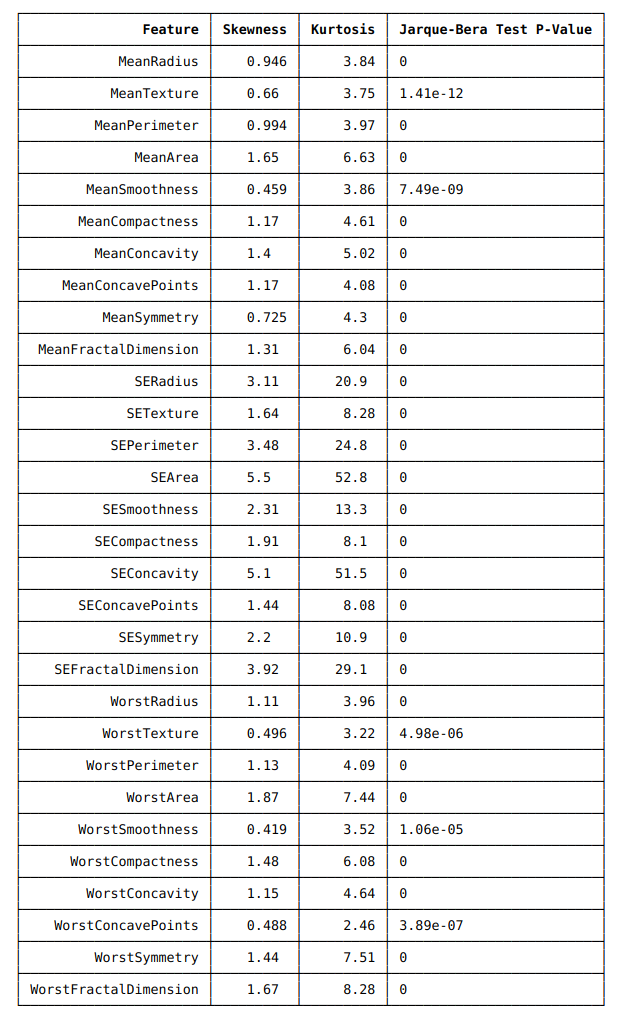 Feature Skewness Kurtosis Jarque-Bera Test P-Value
MeanRadius 0.946 3.84 0
MeanTexture 0.66 3.75 1.41e-12
MeanPerimeter 0.994 3.97 0
MeanArea 1.65 6.63 0
MeanSmoothness 0.459 3.86 7.49e-09
MeanCompactness 1.17 4.61 0
MeanConcavity 1.4 5.02 0
MeanConcavePoints 1.17 4.08 0
MeanSymmetry 0.725 4.3 0
MeanFractalDimension 1.31 6.04 0
SERadius 3.11 20.9 0
SETexture 1.64 8.28 0
SEPerimeter 3.48 24.8 0
SEArea 5.5 52.8 0
SESmoothness 2.31 13.3 0
SECompactness 1.91 8.1 0
SEConcavity 5.1 51.5 0
SEConcavePoints 1.44 8.08 0
SESymmetry 2.2 10.9 0
SEFractalDimension 3.92 29.1 0
WorstRadius 1.11 3.96 0
WorstTexture 0.496 3.22 4.98e-06
WorstPerimeter 1.13 4.09 0
WorstArea 1.87 7.44 0
WorstSmoothness 0.419 3.52 1.06e-05
WorstCompactness 1.48 6.08 0
WorstConcavity 1.15 4.64 0
WorstConcavePoints 0.488 2.46 3.89e-07
WorstSymmetry 1.44 7.51 0
WorstFractalDimension 1.67 8.28 0